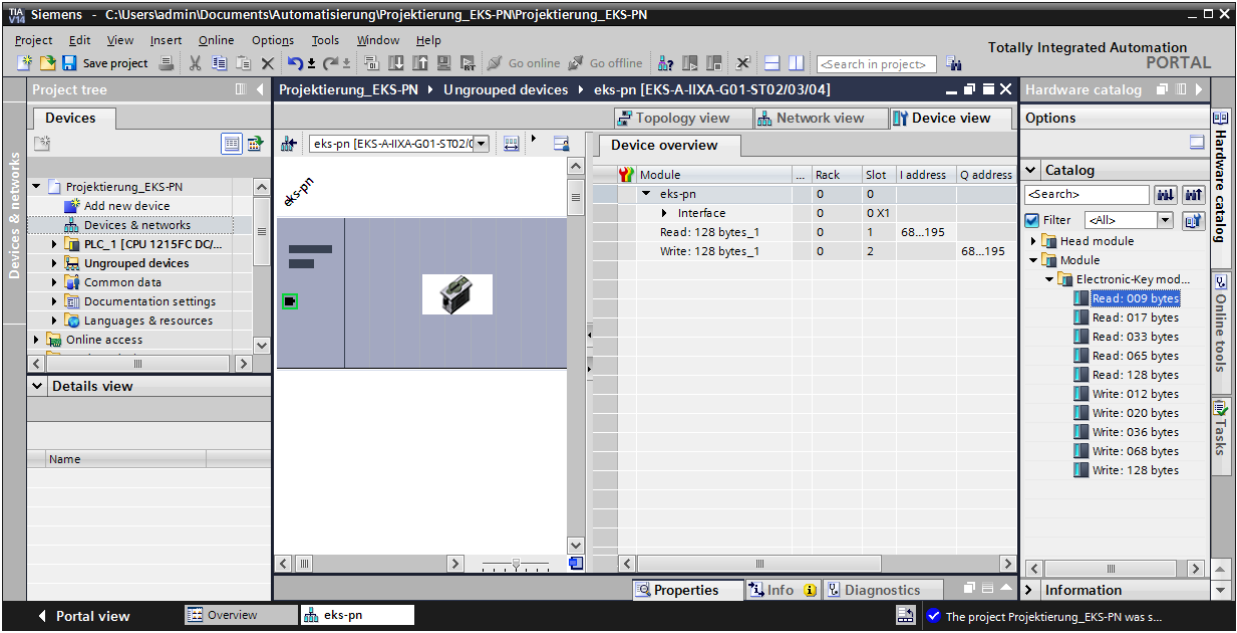 TIA V14 Siemens - C:\Users\admin\Documents\Automatisierung\Projektierung_EKS-PN\Projektierung_EKS-PN
Project Edit View Insert Online Options Tools Window Help
Totally Integrated Automation
PORTAL
Save project Go online Go offline <Search in project>
Project tree
Devices
Devices & networks
Projektierung_EKS-PN
Add new device
Devices & networks
PLC_1 [CPU 1215FC DC/...
Ungrouped devices
Common data
Documentation settings
Languages & resources
Online access
Details view
Name
Projektierung_EKS-PN Ungrouped devices eks-pn [EKS-A-IIXA-G01-ST02/03/04]
Topology view Network view Device view
eks-pn [EKS-A-IIXA-G01-ST02/0
eks-pn
Device overview
Module ... Rack Slot I address Q address
eks-pn 0 0
Interface 0 0 X1
Read: 128 bytes_1 0 1 68...195
Write: 128 bytes_1 0 2 68...195
Properties Info Diagnostics
Hardware catalog
Options
Catalog
<Search>
Filter <All>
Head module
Module
Electronic-Key mod...
Read: 009 bytes
Read: 017 bytes
Read: 033 bytes
Read: 065 bytes
Read: 128 bytes
Write: 012 bytes
Write: 020 bytes
Write: 036 bytes
Write: 068 bytes
Write: 128 bytes
Information
Hardware catalog
Online tools
Tasks
Portal view Overview eks-pn The project Projektierung_EKS-PN was s...